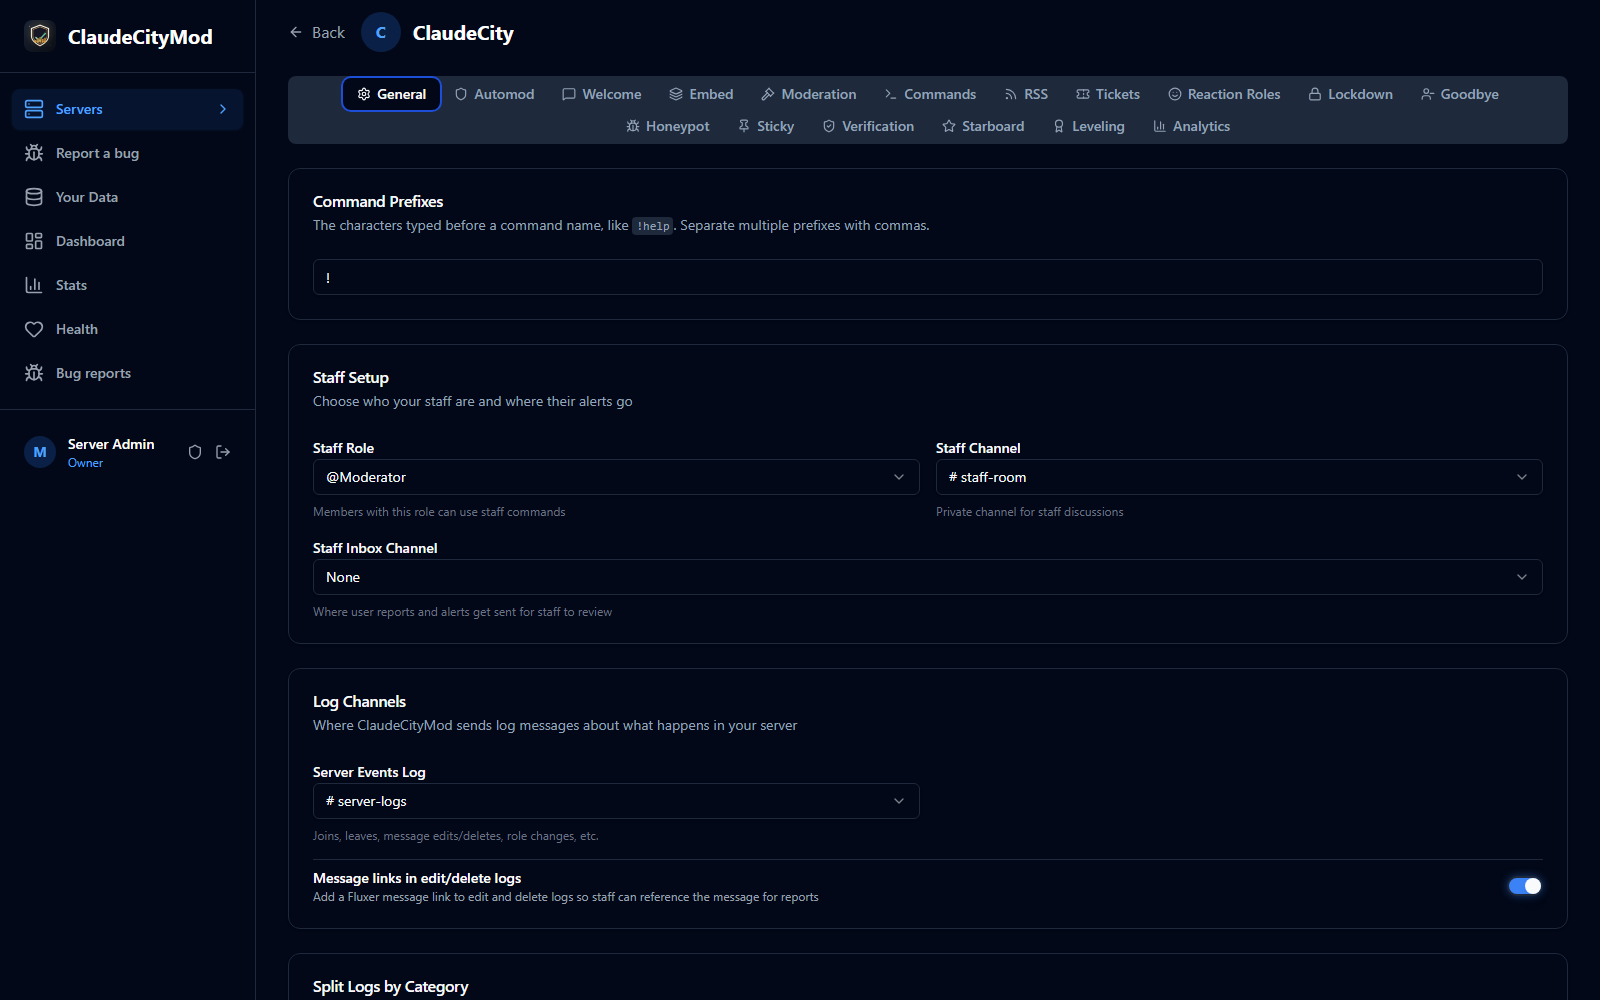 ClaudeCityMod
Servers
Report a bug
Your Data
Dashboard
Stats
Health
Bug reports
M
Server Admin
Owner
Back
C
ClaudeCity
General
Automod
Welcome
Embed
Moderation
Commands
RSS
Tickets
Reaction Roles
Lockdown
Goodbye
Honeypot
Sticky
Verification
Starboard
Leveling
Analytics
Command Prefixes
The characters typed before a command name, like !help. Separate multiple prefixes with commas.
!
Staff Setup
Choose who your staff are and where their alerts go
Staff Role
@Moderator
Members with this role can use staff commands
Staff Channel
# staff-room
Private channel for staff discussions
Staff Inbox Channel
None
Where user reports and alerts get sent for staff to review
Log Channels
Where ClaudeCityMod sends log messages about what happens in your server
Server Events Log
# server-logs
Joins, leaves, message edits/deletes, role changes, etc.
Message links in edit/delete logs
Add a Fluxer message link to edit and delete logs so staff can reference the message for reports
Split Logs by Category